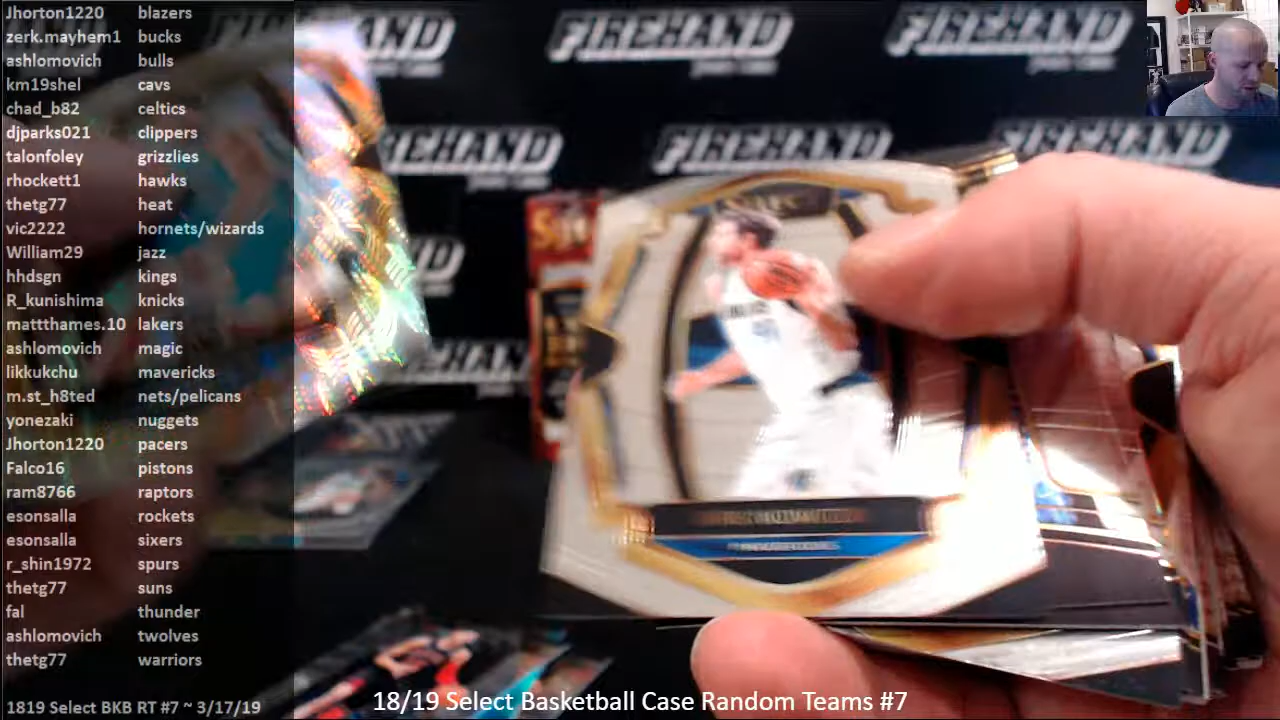 Jhorton1220 blazers
zerk.mayhem1 bucks
ashlomovich bulls
km19shel cavs
chad_b82 celtics
djparks021 clippers
talonfoley grizzlies
rhockett1 hawks
thetg77 heat
vic2222 hornets/wizards
William29 jazz
hhdsgn kings
R_kunishima knicks
mattthames.10 lakers
ashlomovich magic
likkukchu mavericks
m.st_h8ted nets/pelicans
yonezaki nuggets
Jhorton1220 pacers
Falco16 pistons
ram8766 raptors
esonsalla rockets
esonsalla sixers
r_shin1972 spurs
thetg77 suns
fal thunder
ashlomovich twolves
thetg77 warriors
1819 Select BKB RT #7 ~ 3/17/19
FIREHAND FIREHAND
FIREHAND FIREHAND FIREHAND
18/19 Select Basketball Case Random Teams #7